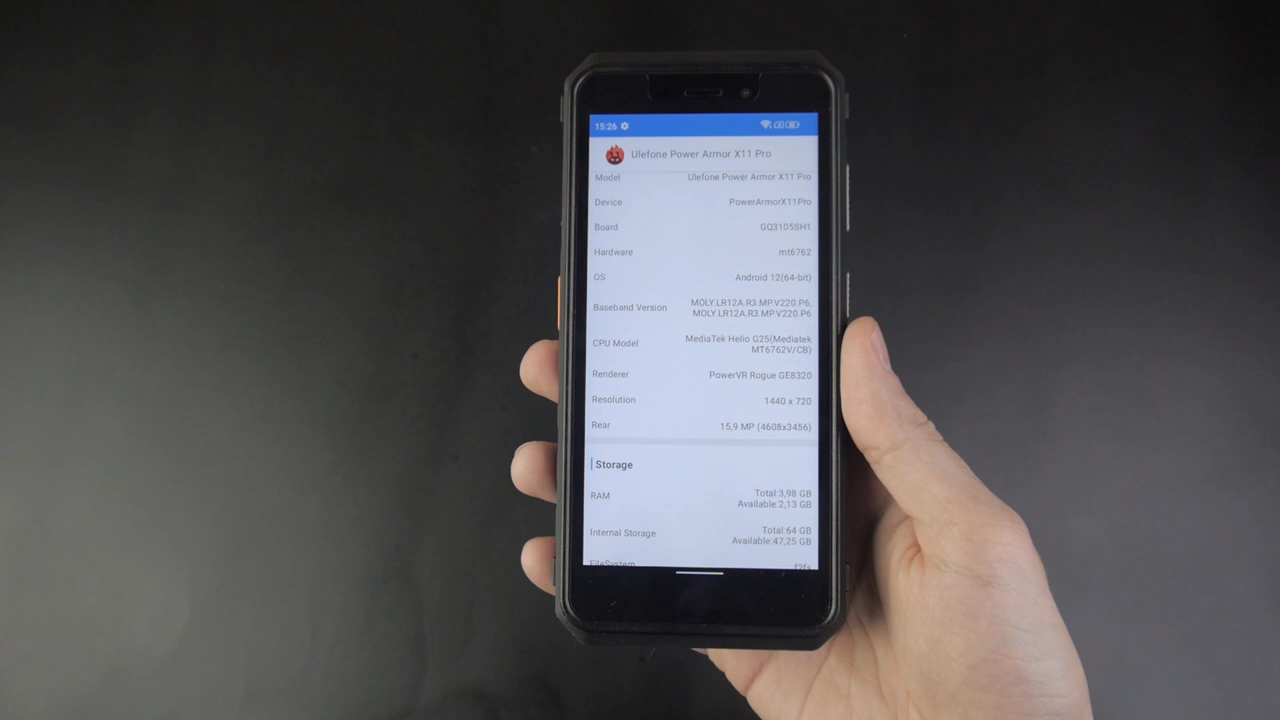 15:26
Ulefone Power Armor X11 Pro
Model Ulefone Power Armor X11 Pro
Device PowerArmorX11Pro
Board GQ3105SH1
Hardware mt6762
OS Android 12(64-bit)
Baseband Version MOLY.LR12A.R3.MP.V220.P6,
MOLY.LR12A.R3.MP.V220.P6
CPU Model MediaTek Helio G25(Mediatek
MT6762V/CB)
Renderer PowerVR Rogue GE8320
Resolution 1440 x 720
Rear 15,9 MP (4608x3456)
Storage
RAM Total:3,98 GB
Available:2,13 GB
Internal Storage Total:64 GB
Available:47,25 GB
FileSystem f2fs